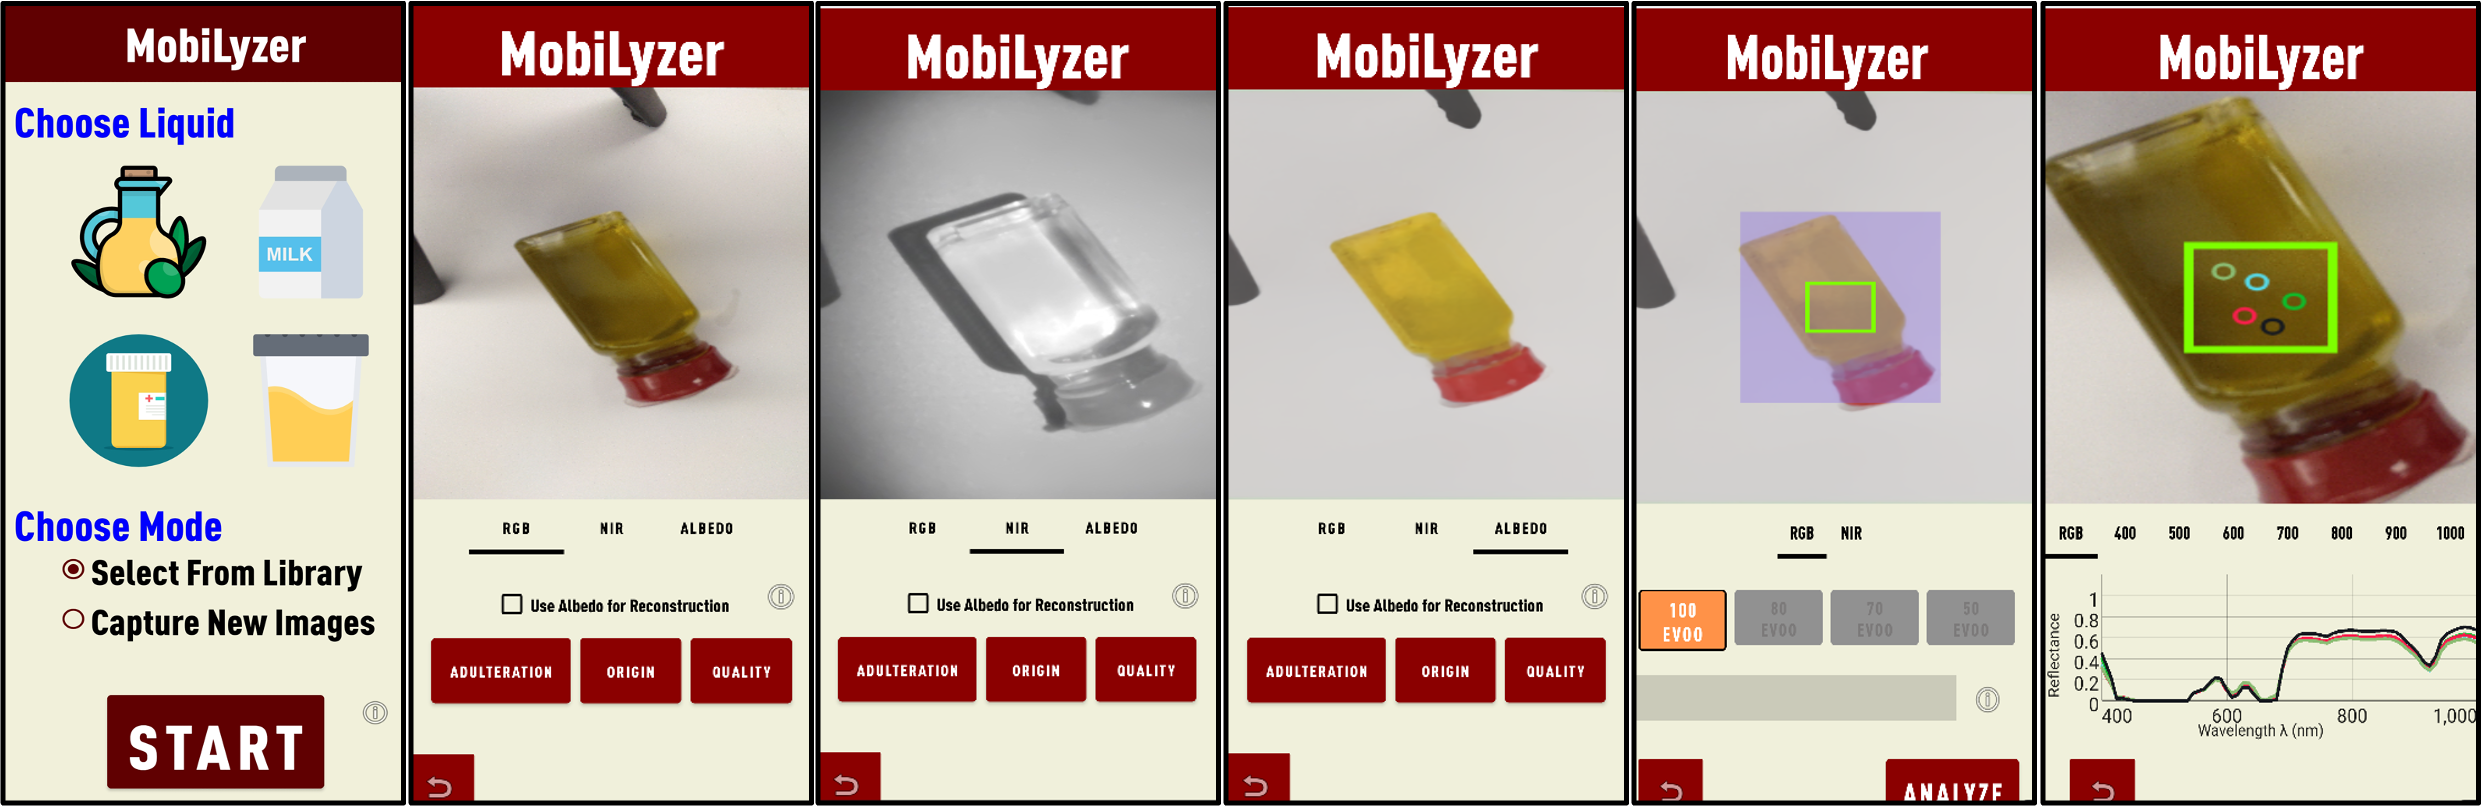 MobiLyzer
Choose Liquid
MILK
Choose Mode
Select From Library
Capture New Images
START
MobiLyzer
RGB NIR ALBEDO
Use Albedo for Reconstruction
ADULTERATION ORIGIN QUALITY
MobiLyzer
RGB NIR ALBEDO
Use Albedo for Reconstruction
ADULTERATION ORIGIN QUALITY
MobiLyzer
RGB NIR ALBEDO
Use Albedo for Reconstruction
ADULTERATION ORIGIN QUALITY
MobiLyzer
RGB NIR
100 80 70 50
EVOO EVOO EVOO EVOO
ANALYZE
MobiLyzer
RGB 400 500 600 700 800 900 1000
Reflectance
1
0.8
0.6
0.4
0.2
0
400 600 800 1,000
Wavelength λ (nm)